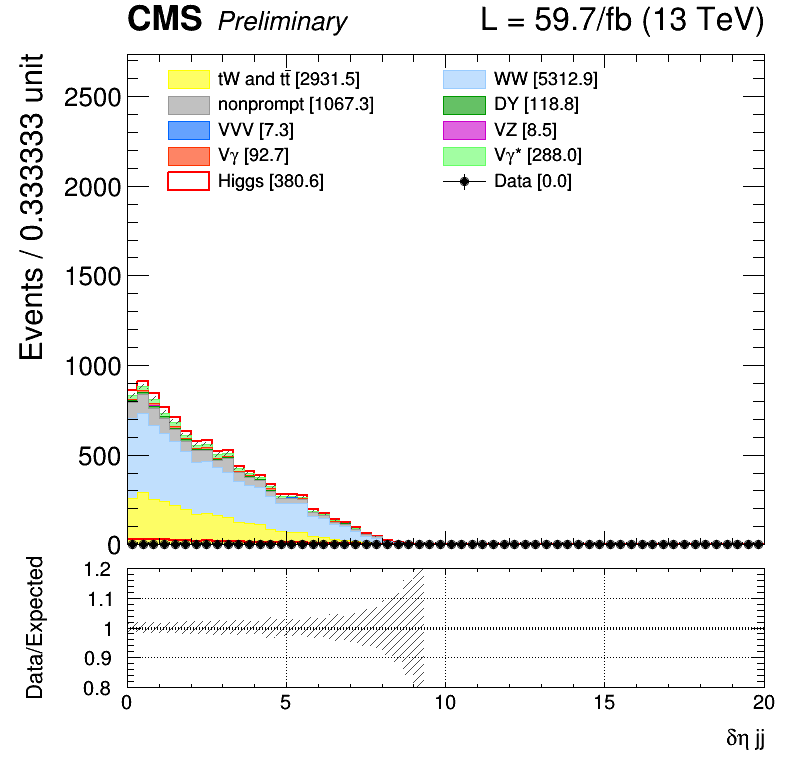 CMS Preliminary L = 59.7/fb (13 TeV)
Events / 0.333333 unit
2500
2000
1500
1000
500
0
tW and tt̄ [2931.5]
WW [5312.9]
nonprompt [1067.3]
DY [118.8]
VVV [7.3]
VZ [8.5]
Vγ [92.7]
Vγ* [288.0]
Higgs [380.6]
Data [0.0]
Data/Expected
1.2
1.1
1
0.9
0.8
0 5 10 15 20
δη jj